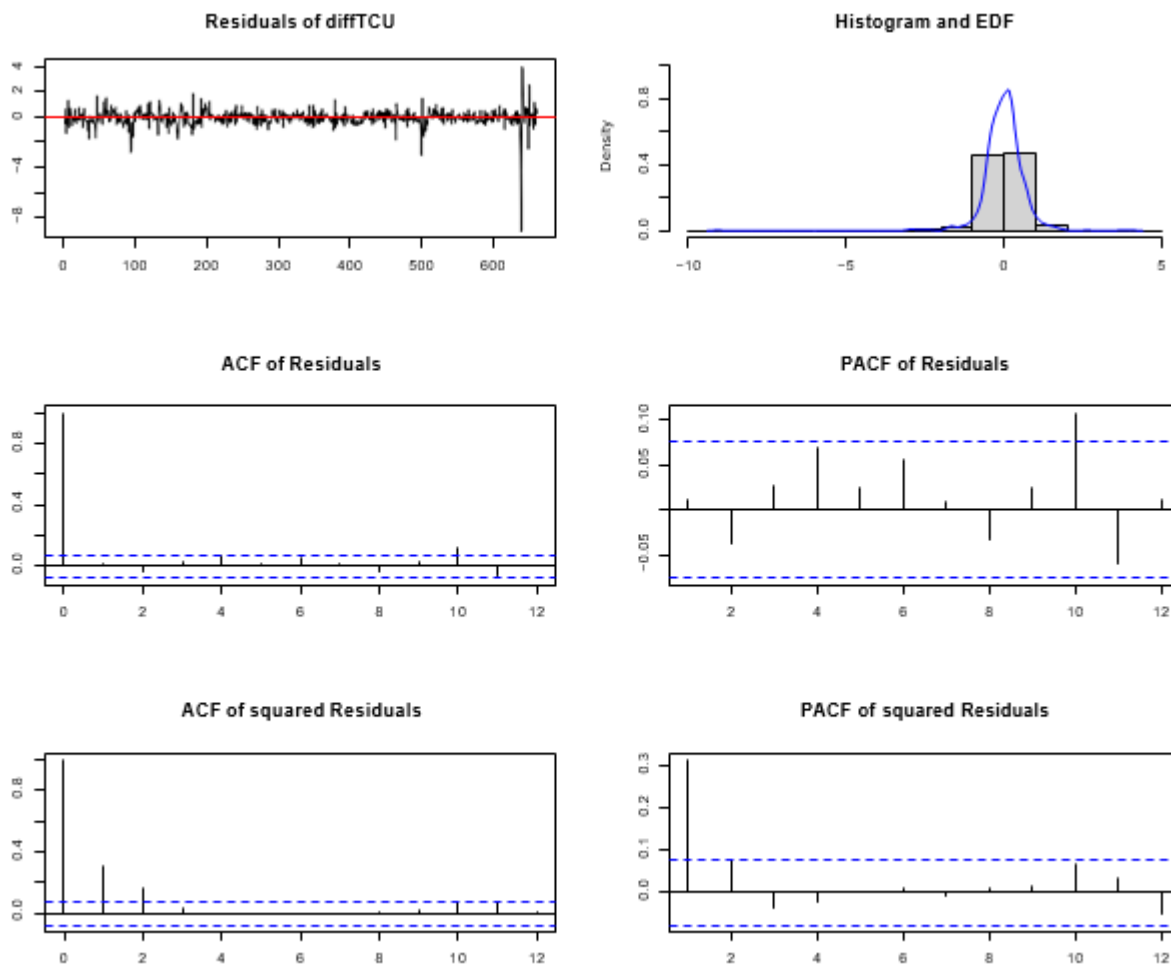 Residuals of diffTCU
4
2
0
−4
−8
0 100 200 300 400 500 600
Histogram and EDF
Density
0.8
0.4
0.0
−10 −5 0 5
ACF of Residuals
0.8
0.4
0.0
0 2 4 6 8 10 12
PACF of Residuals
0.10
0.05
−0.05
2 4 6 8 10 12
ACF of squared Residuals
0.8
0.4
0.0
0 2 4 6 8 10 12
PACF of squared Residuals
0.3
0.2
0.1
0.0
2 4 6 8 10 12